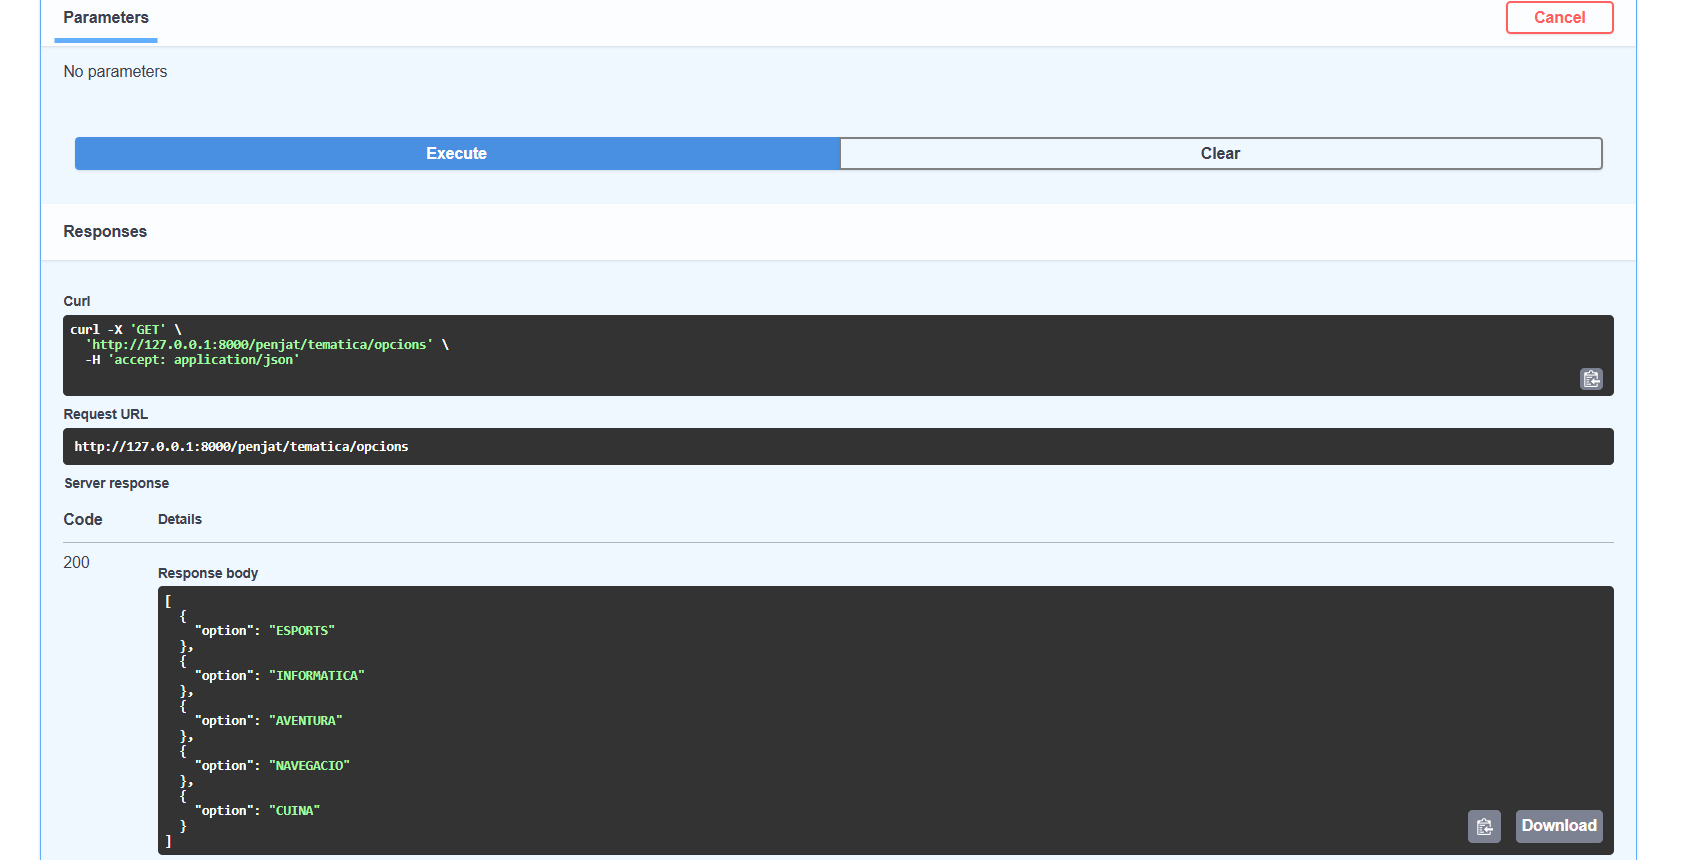 Parameters
Cancel
No parameters
Execute
Clear
Responses
Curl
curl -X 'GET' \
'http://127.0.0.1:8000/penjat/tematica/opcions' \
-H 'accept: application/json'
Request URL
http://127.0.0.1:8000/penjat/tematica/opcions
Server response
Code
Details
200
Response body
[
{
"option": "ESPORTS"
},
{
"option": "INFORMATICA"
},
{
"option": "AVENTURA"
},
{
"option": "NAVEGACIO"
},
{
"option": "CUINA"
}
]
Download